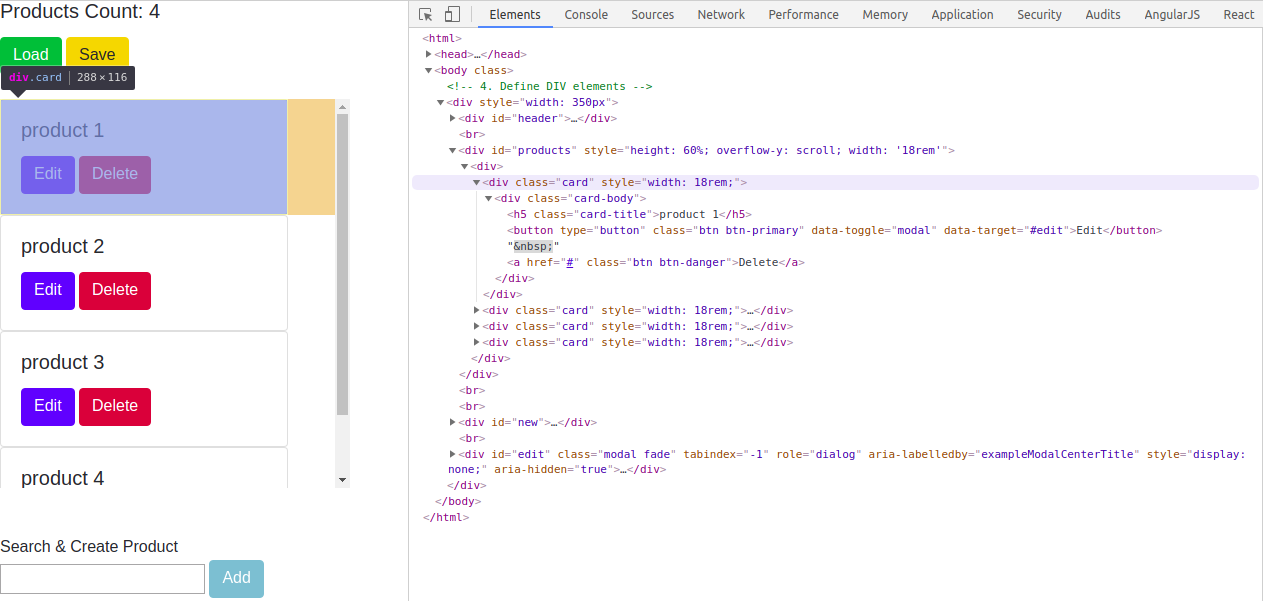 Products Count: 4
Load Save
div.card 288×116
product 1
Edit Delete
product 2
Edit Delete
product 3
Edit Delete
product 4
Search & Create Product
Add
Elements Console Sources Network Performance Memory Application Security Audits AngularJS React
<html>
<head>…</head>
<body class>
<!-- 4. Define DIV elements -->
<div style="width: 350px">
<div id="header">…</div>
<br>
<div id="products" style="height: 60%; overflow-y: scroll; width: '18rem'">
<div>
<div class="card" style="width: 18rem;">
<div class="card-body">
<h5 class="card-title">product 1</h5>
<button type="button" class="btn btn-primary" data-toggle="modal" data-target="#edit">Edit</button>
"&nbsp;"
<a href="#" class="btn btn-danger">Delete</a>
</div>
</div>
<div class="card" style="width: 18rem;">…</div>
<div class="card" style="width: 18rem;">…</div>
<div class="card" style="width: 18rem;">…</div>
</div>
</div>
<br>
<br>
<div id="new">…</div>
<br>
<div id="edit" class="modal fade" tabindex="-1" role="dialog" aria-labelledby="exampleModalCenterTitle" style="display:
none;" aria-hidden="true">…</div>
</div>
</body>
</html>